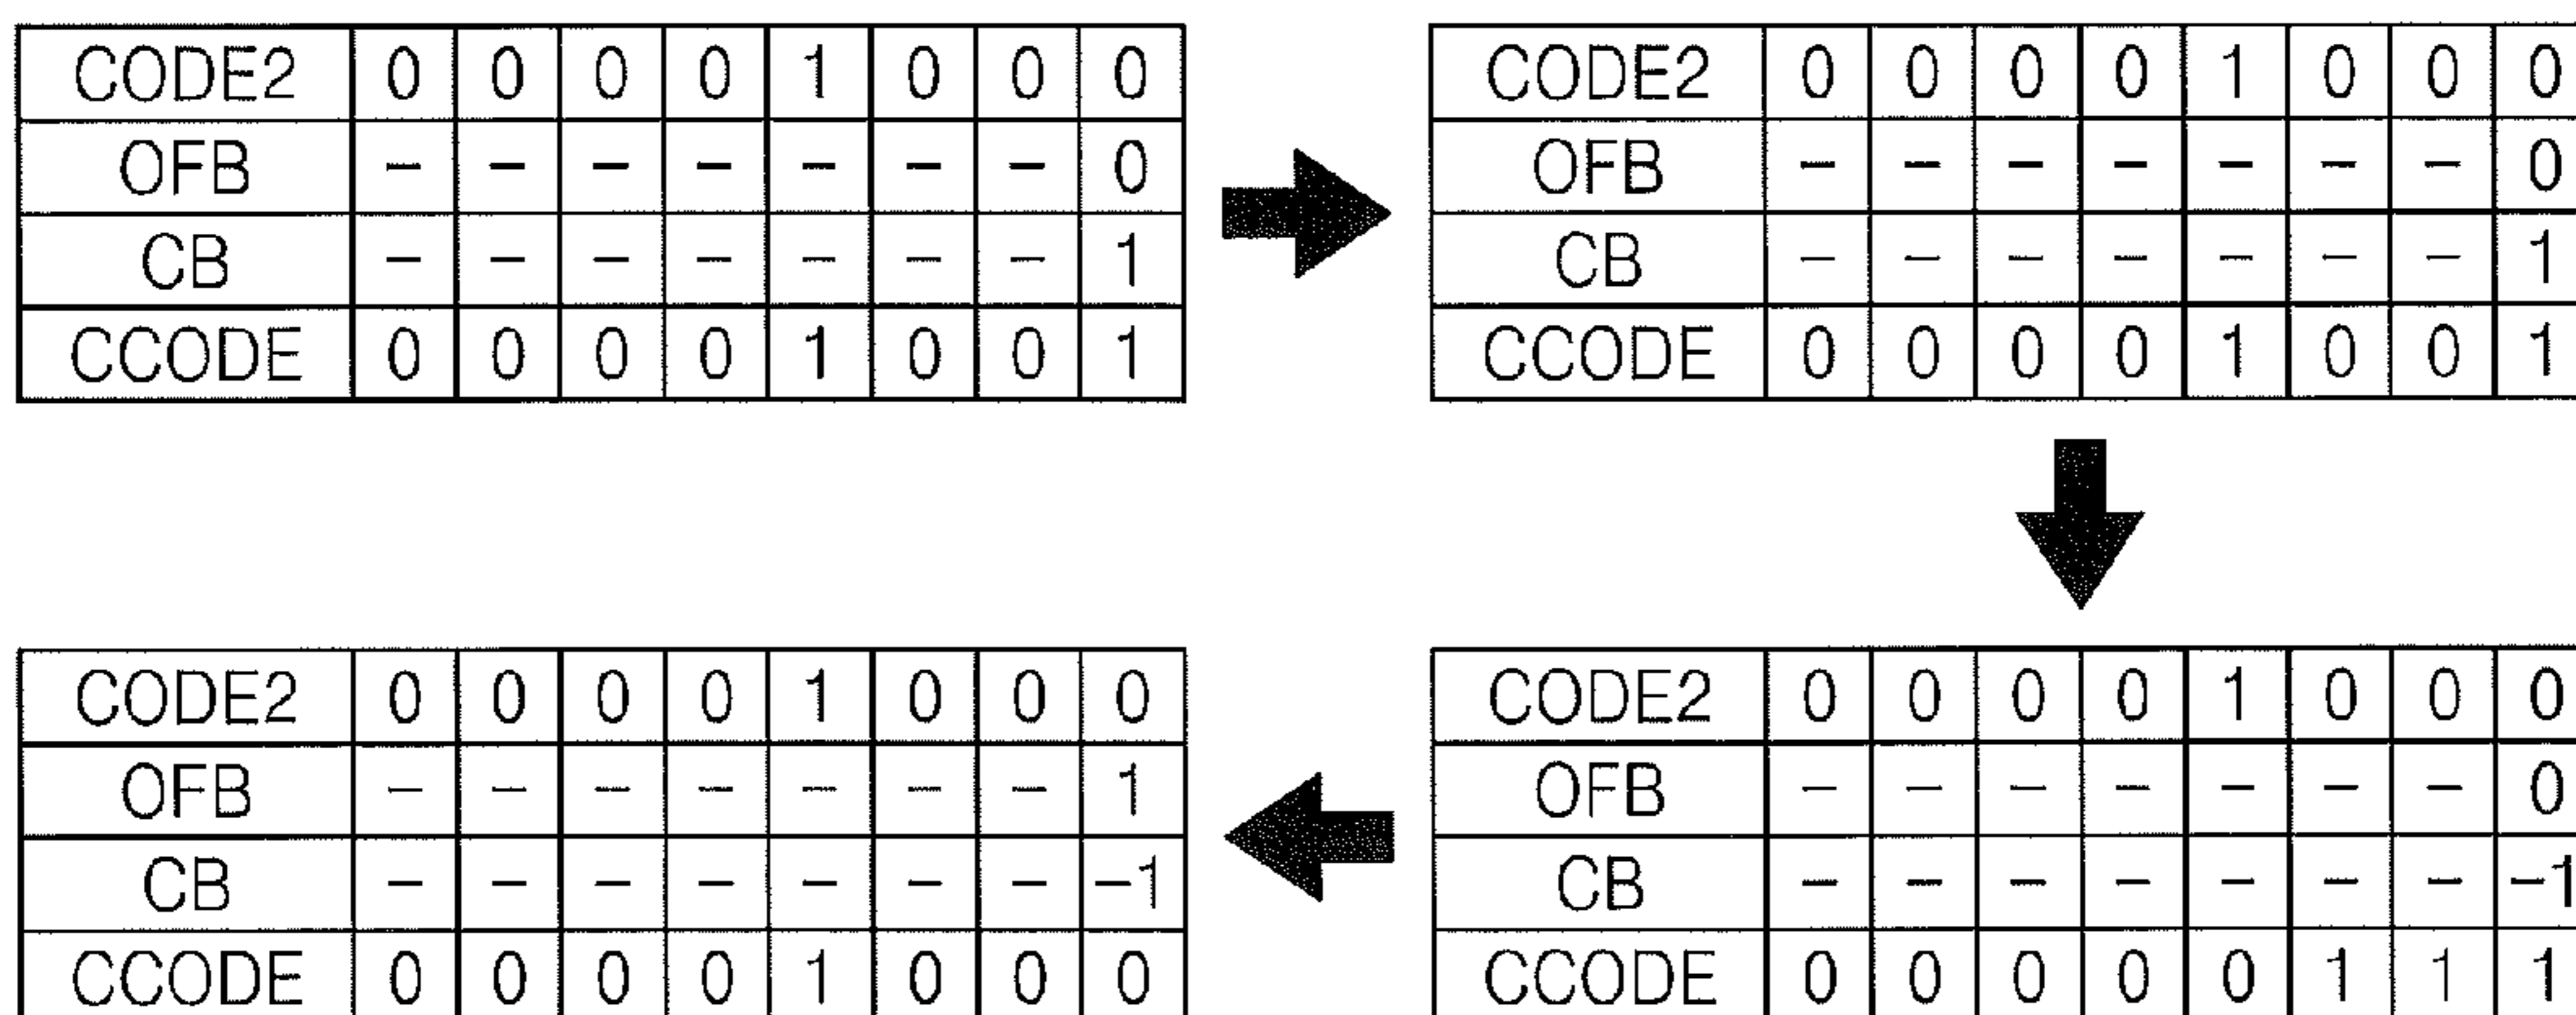 CODE2 0 0 0 0 1 0 0 0
OFB – – – – – – – 0
CB – – – – – – – 1
CCODE 0 0 0 0 1 0 0 1
CODE2 0 0 0 0 1 0 0 0
OFB – – – – – – – 0
CB – – – – – – – 1
CCODE 0 0 0 0 1 0 0 1
CODE2 0 0 0 0 1 0 0 0
OFB – – – – – – – 0
CB – – – – – – – –1
CCODE 0 0 0 0 0 1 1 1
CODE2 0 0 0 0 1 0 0 0
OFB – – – – – – – 1
CB – – – – – – – –1
CCODE 0 0 0 0 1 0 0 0